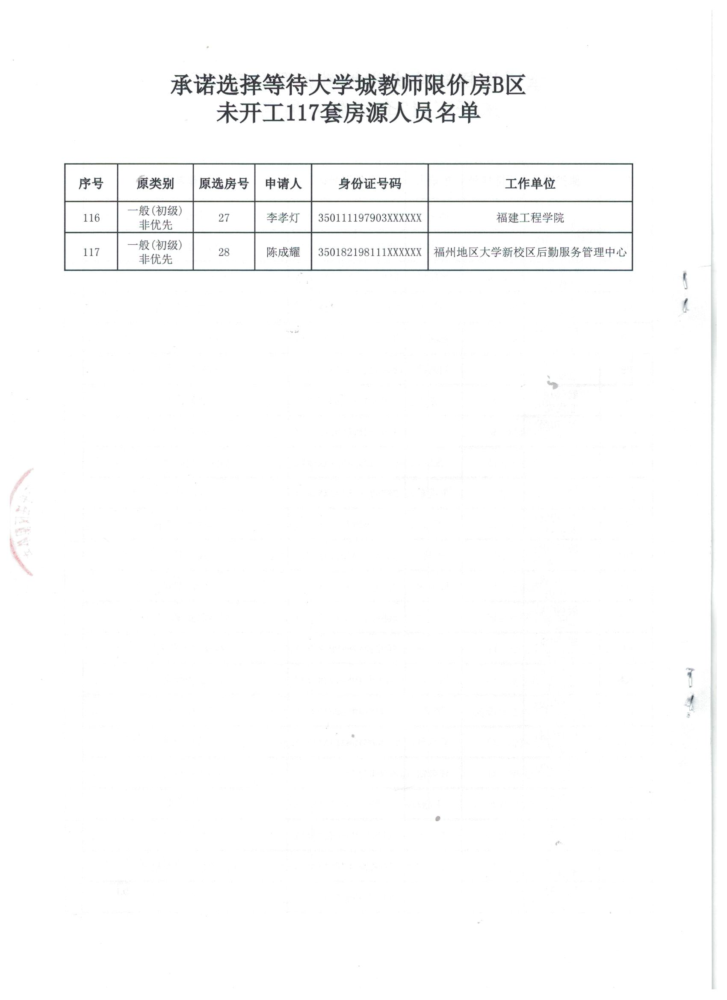 承诺选择等待大学城教师限价房B区
未开工117套房源人员名单
序号 原类别 原选房号 申请人 身份证号码 工作单位
116 一般(初级)非优先 27 李孝灯 350111197903XXXXXX 福建工程学院
117 一般(初级)非优先 28 陈成耀 350182198111XXXXXX 福州地区大学新校区后勤服务管理中心